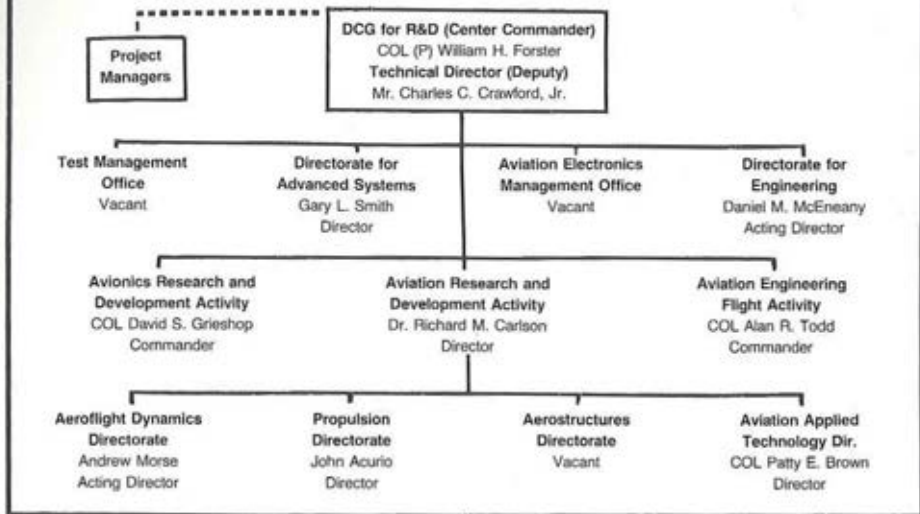 Project
Managers
DCG for R&D (Center Commander)
COL (P) William H. Forster
Technical Director (Deputy)
Mr. Charles C. Crawford, Jr.
Test Management
Office
Vacant
Directorate for
Advanced Systems
Gary L. Smith
Director
Aviation Electronics
Management Office
Vacant
Directorate for
Engineering
Daniel M. McEneany
Acting Director
Avionics Research and
Development Activity
COL David S. Grieshop
Commander
Aviation Research and
Development Activity
Dr. Richard M. Carlson
Director
Aviation Engineering
Flight Activity
COL Alan R. Todd
Commander
Aeroflight Dynamics
Directorate
Andrew Morse
Acting Director
Propulsion
Directorate
John Acurio
Director
Aerostructures
Directorate
Vacant
Aviation Applied
Technology Dir.
COL Patty E. Brown
Director